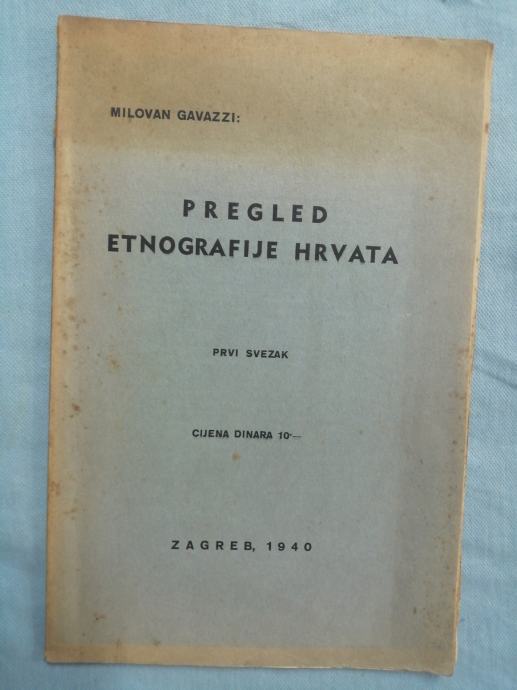 MILOVAN GAVAZZI:
PREGLED
ETNOGRAFIJE HRVATA
PRVI SVEZAK
CIJENA DINARA 10·—
ZAGREB, 1940